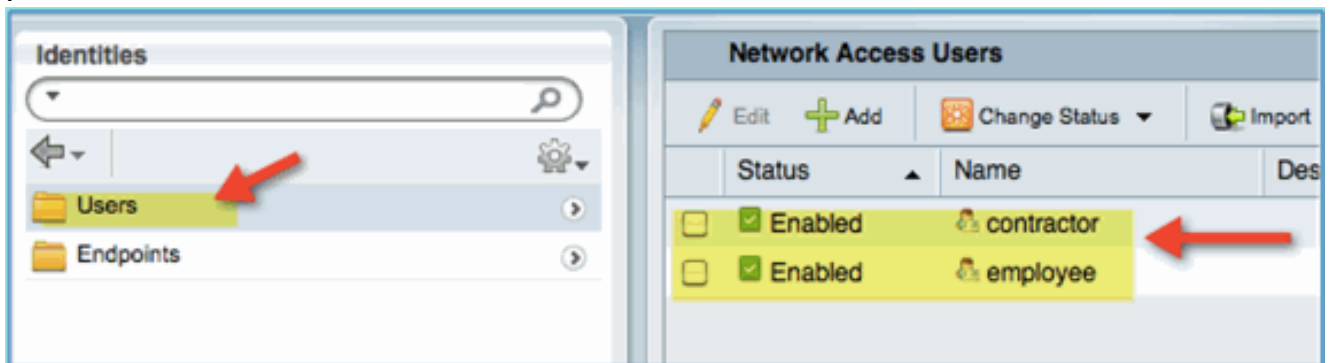 Identities
Users
Endpoints
Network Access Users
Edit Add Change Status Import
Status Name Des
Enabled contractor
Enabled employee